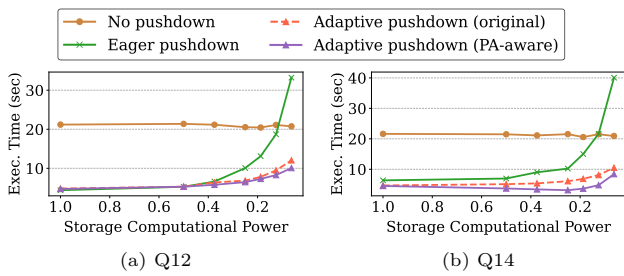 No pushdown
Eager pushdown
Adaptive pushdown (original)
Adaptive pushdown (PA-aware)
Exec. Time (sec)
30
20
10
1.0 0.8 0.6 0.4 0.2
Storage Computational Power
(a) Q12
Exec. Time (sec)
40
30
20
10
1.0 0.8 0.6 0.4 0.2
Storage Computational Power
(b) Q14